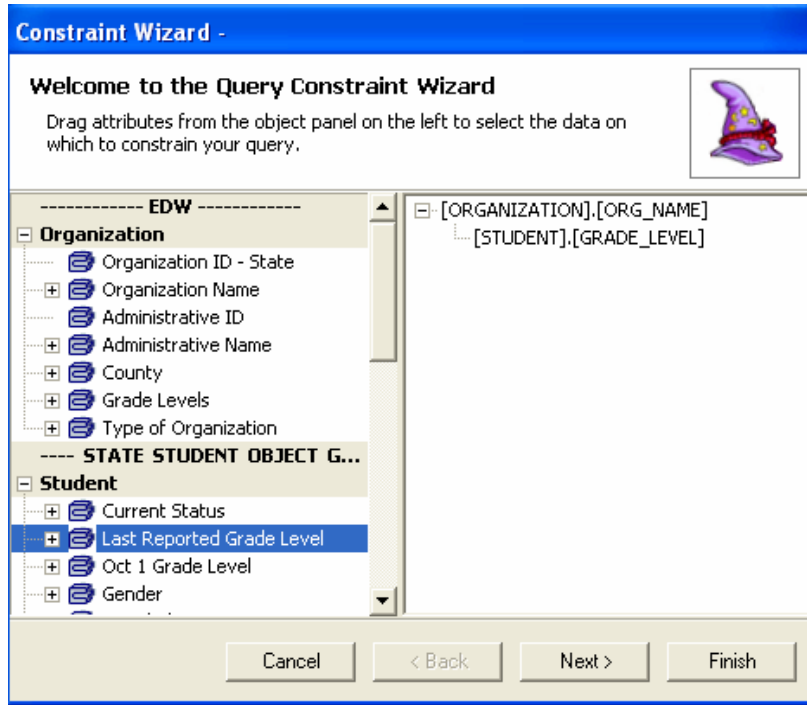 Constraint Wizard -
Welcome to the Query Constraint Wizard
Drag attributes from the object panel on the left to select the data on
which to constrain your query.
------------ EDW ------------
Organization
Organization ID - State
Organization Name
Administrative ID
Administrative Name
County
Grade Levels
Type of Organization
---- STATE STUDENT OBJECT G...
Student
Current Status
Last Reported Grade Level
Oct 1 Grade Level
Gender
[ORGANIZATION].[ORG_NAME]
[STUDENT].[GRADE_LEVEL]
Cancel
< Back
Next >
Finish